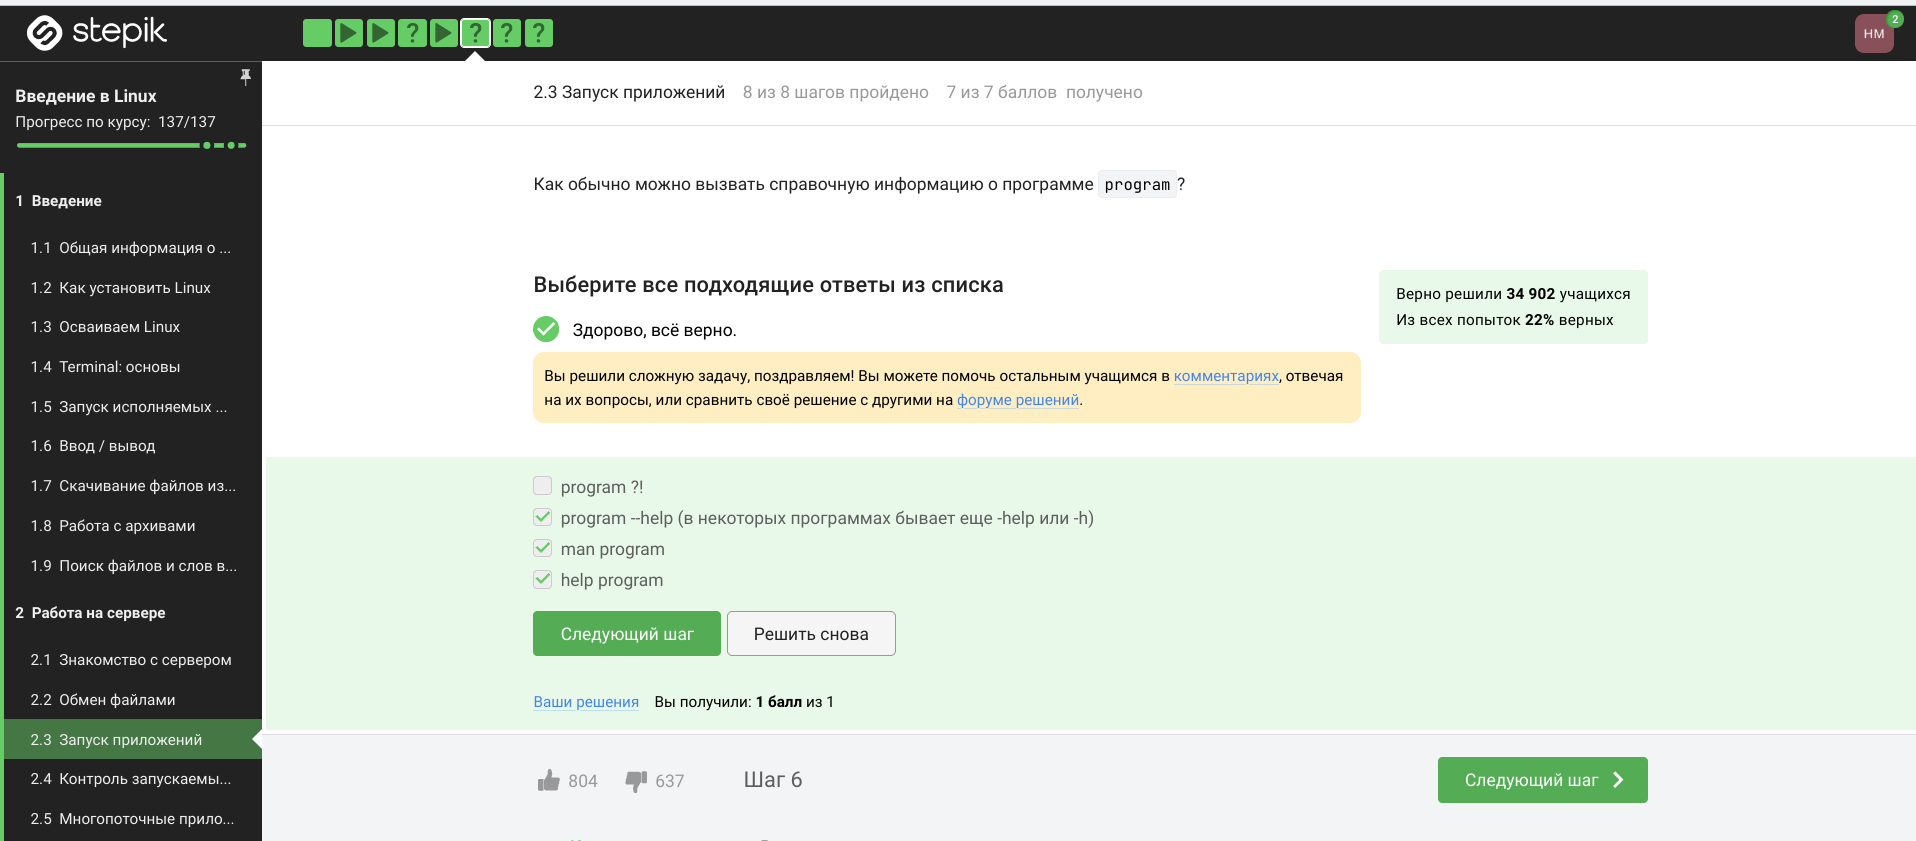 stepik
? ? ? ?
НМ
2
Введение в Linux
Прогресс по курсу: 137/137
1 Введение
1.1 Общая информация о ...
1.2 Как установить Linux
1.3 Осваиваем Linux
1.4 Terminal: основы
1.5 Запуск исполняемых ...
1.6 Ввод / вывод
1.7 Скачивание файлов из...
1.8 Работа с архивами
1.9 Поиск файлов и слов в...
2 Работа на сервере
2.1 Знакомство с сервером
2.2 Обмен файлами
2.3 Запуск приложений
2.4 Контроль запускаемы...
2.5 Многопоточные прило...
2.3 Запуск приложений 8 из 8 шагов пройдено 7 из 7 баллов получено
Как обычно можно вызвать справочную информацию о программе program?
Выберите все подходящие ответы из списка
Здорово, всё верно.
Вы решили сложную задачу, поздравляем! Вы можете помочь остальным учащимся в комментариях, отвечая
на их вопросы, или сравнить своё решение с другими на форуме решений.
Верно решили 34 902 учащихся
Из всех попыток 22% верных
program ?!
program --help (в некоторых программах бывает еще -help или -h)
man program
help program
Следующий шаг Решить снова
Ваши решения Вы получили: 1 балл из 1
804 637 Шаг 6 Следующий шаг